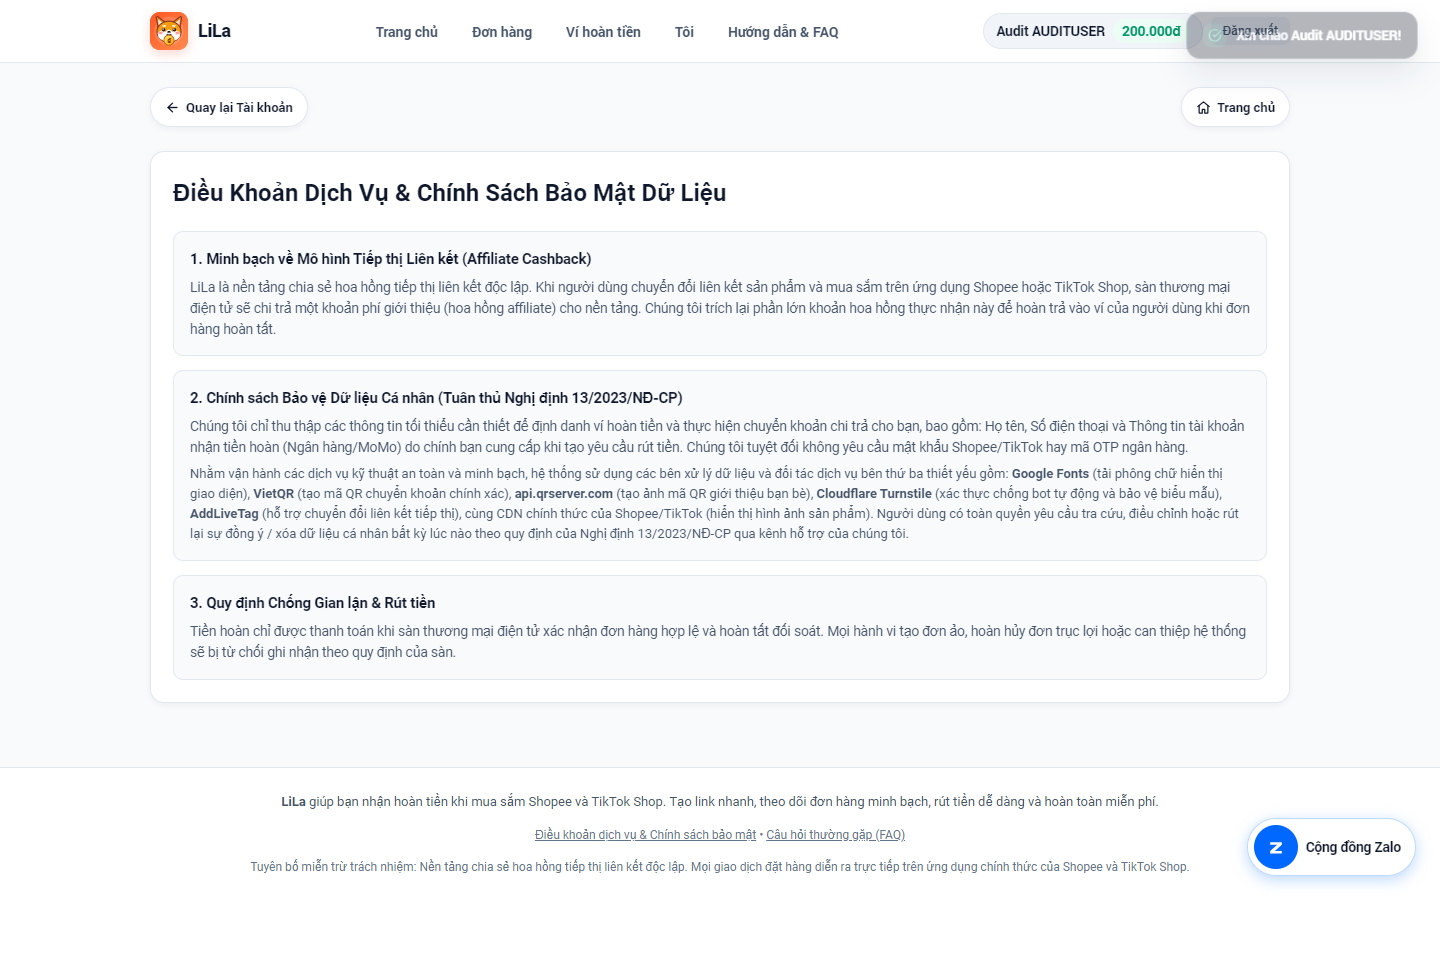 LiLa
Trang chủ
Đơn hàng
Ví hoàn tiền
Tôi
Hướng dẫn & FAQ
Audit AUDITUSER 200.000đ
Đăng xuất
Xin chào Audit AUDITUSER!
Quay lại Tài khoản
Trang chủ
Điều Khoản Dịch Vụ & Chính Sách Bảo Mật Dữ Liệu
1. Minh bạch về Mô hình Tiếp thị Liên kết (Affiliate Cashback)
LiLa là nền tảng chia sẻ hoa hồng tiếp thị liên kết độc lập. Khi người dùng chuyển đổi liên kết sản phẩm và mua sắm trên ứng dụng Shopee hoặc TikTok Shop, sàn thương mại
điện tử sẽ chi trả một khoản phí giới thiệu (hoa hồng affiliate) cho nền tảng. Chúng tôi trích lại phần lớn khoản hoa hồng thực nhận này để hoàn trả vào ví của người dùng khi đơn
hàng hoàn tất.
2. Chính sách Bảo vệ Dữ liệu Cá nhân (Tuân thủ Nghị định 13/2023/NĐ-CP)
Chúng tôi chỉ thu thập các thông tin tối thiểu cần thiết để định danh ví hoàn tiền và thực hiện chuyển khoản chi trả cho bạn, bao gồm: Họ tên, Số điện thoại và Thông tin tài khoản
nhận tiền hoàn (Ngân hàng/MoMo) do chính bạn cung cấp khi tạo yêu cầu rút tiền. Chúng tôi tuyệt đối không yêu cầu mật khẩu Shopee/TikTok hay mã OTP ngân hàng.
Nhằm vận hành các dịch vụ kỹ thuật an toàn và minh bạch, hệ thống sử dụng các bên xử lý dữ liệu và đối tác dịch vụ bên thứ ba thiết yếu gồm: Google Fonts (tải phông chữ hiển thị
giao diện), VietQR (tạo mã QR chuyển khoản chính xác), api.qrserver.com (tạo ảnh mã QR giới thiệu bạn bè), Cloudflare Turnstile (xác thực chống bot tự động và bảo vệ biểu mẫu),
AddLiveTag (hỗ trợ chuyển đổi liên kết tiếp thị), cùng CDN chính thức của Shopee/TikTok (hiển thị hình ảnh sản phẩm). Người dùng có toàn quyền yêu cầu tra cứu, điều chỉnh hoặc rút
lại sự đồng ý / xóa dữ liệu cá nhân bất kỳ lúc nào theo quy định của Nghị định 13/2023/NĐ-CP qua kênh hỗ trợ của chúng tôi.
3. Quy định Chống Gian lận & Rút tiền
Tiền hoàn chỉ được thanh toán khi sàn thương mại điện tử xác nhận đơn hàng hợp lệ và hoàn tất đối soát. Mọi hành vi tạo đơn ảo, hoàn hủy đơn trục lợi hoặc can thiệp hệ thống
sẽ bị từ chối ghi nhận theo quy định của sàn.
LiLa giúp bạn nhận hoàn tiền khi mua sắm Shopee và TikTok Shop. Tạo link nhanh, theo dõi đơn hàng minh bạch, rút tiền dễ dàng và hoàn toàn miễn phí.
Điều khoản dịch vụ & Chính sách bảo mật • Câu hỏi thường gặp (FAQ)
Tuyên bố miễn trừ trách nhiệm: Nền tảng chia sẻ hoa hồng tiếp thị liên kết độc lập. Mọi giao dịch đặt hàng diễn ra trực tiếp trên ứng dụng chính thức của Shopee và TikTok Shop.
Z
Cộng đồng Zalo